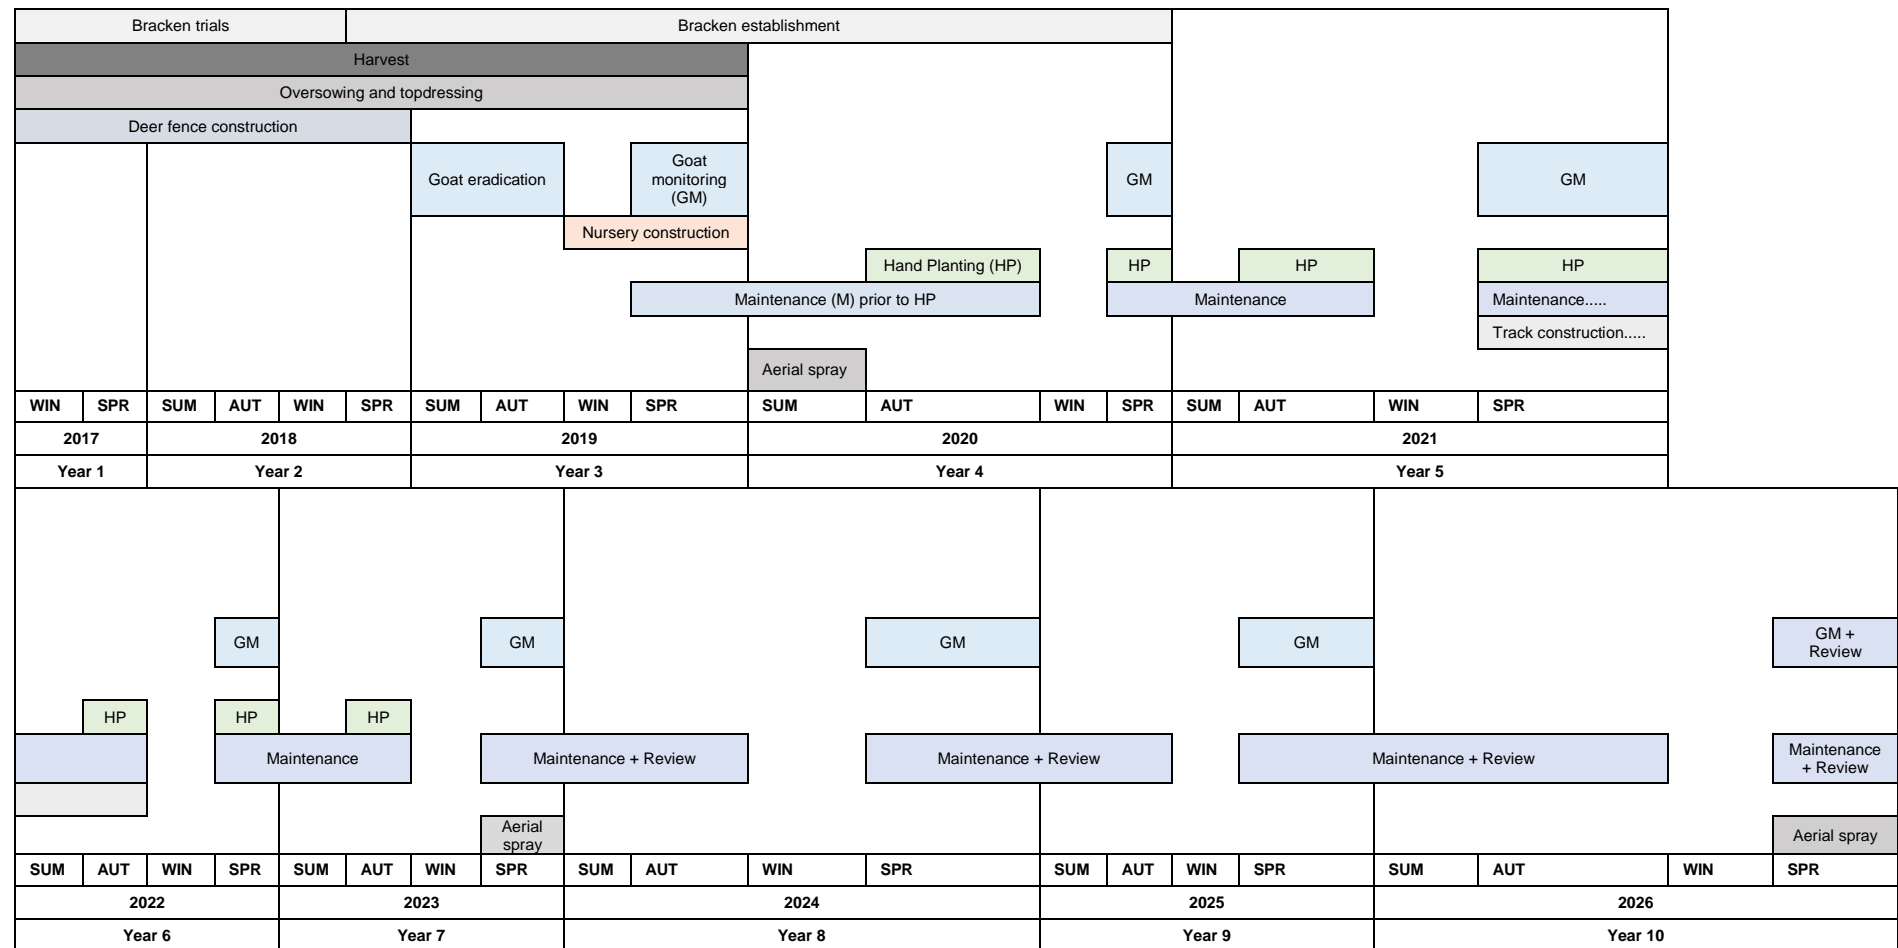 Bracken trials
Bracken establishment
Harvest
Oversowing and topdressing
Deer fence construction
Goat eradication
Goat
monitoring
(GM)
GM
GM
Nursery construction
Hand Planting (HP)
HP
HP
HP
Maintenance (M) prior to HP
Maintenance
Maintenance.....
Track construction.....
Aerial spray
WIN SPR SUM AUT WIN SPR SUM AUT WIN SPR SUM AUT WIN SPR SUM AUT WIN SPR
2017 2018 2019 2020 2021
Year 1 Year 2 Year 3 Year 4 Year 5
GM
GM
GM
GM
GM +
Review
HP
HP
HP
Maintenance
Maintenance + Review
Maintenance + Review
Maintenance + Review
Maintenance
+ Review
Aerial
spray
Aerial spray
SUM AUT WIN SPR SUM AUT WIN SPR SUM AUT WIN SPR SUM AUT WIN SPR SUM AUT WIN SPR
2022 2023 2024 2025 2026
Year 6 Year 7 Year 8 Year 9 Year 10